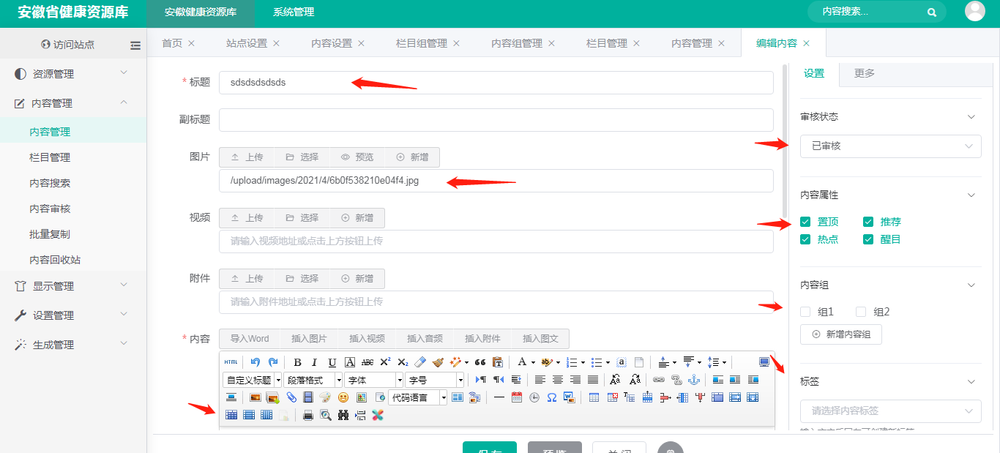 安徽省健康资源库 安徽健康资源库 系统管理 内容搜索...
访问站点
首页 站点设置 内容设置 栏目组管理 内容组管理 栏目管理 内容管理 编辑内容
资源管理
内容管理
内容管理
栏目管理
内容搜索
内容审核
批量复制
内容回收站
显示管理
设置管理
生成管理
* 标题 sdsdsdsdsds
副标题
图片 上传 选择 预览 新增
/upload/images/2021/4/6b0f538210e04f4.jpg
视频 上传 选择 新增
请输入视频地址或点击上方按钮上传
附件 上传 选择 新增
请输入附件地址或点击上方按钮上传
* 内容 导入Word 插入图片 插入视频 插入音频 插入附件 插入图文
HTML B I U A ABC X² X₂ A ab a
自定义标题 段落格式 字体 字号
代码语言
设置 更多
审核状态
已审核
内容属性
置顶 推荐
热点 醒目
内容组
组1 组2
新增内容组
标签
请选择内容标签
保存 预览 关闭